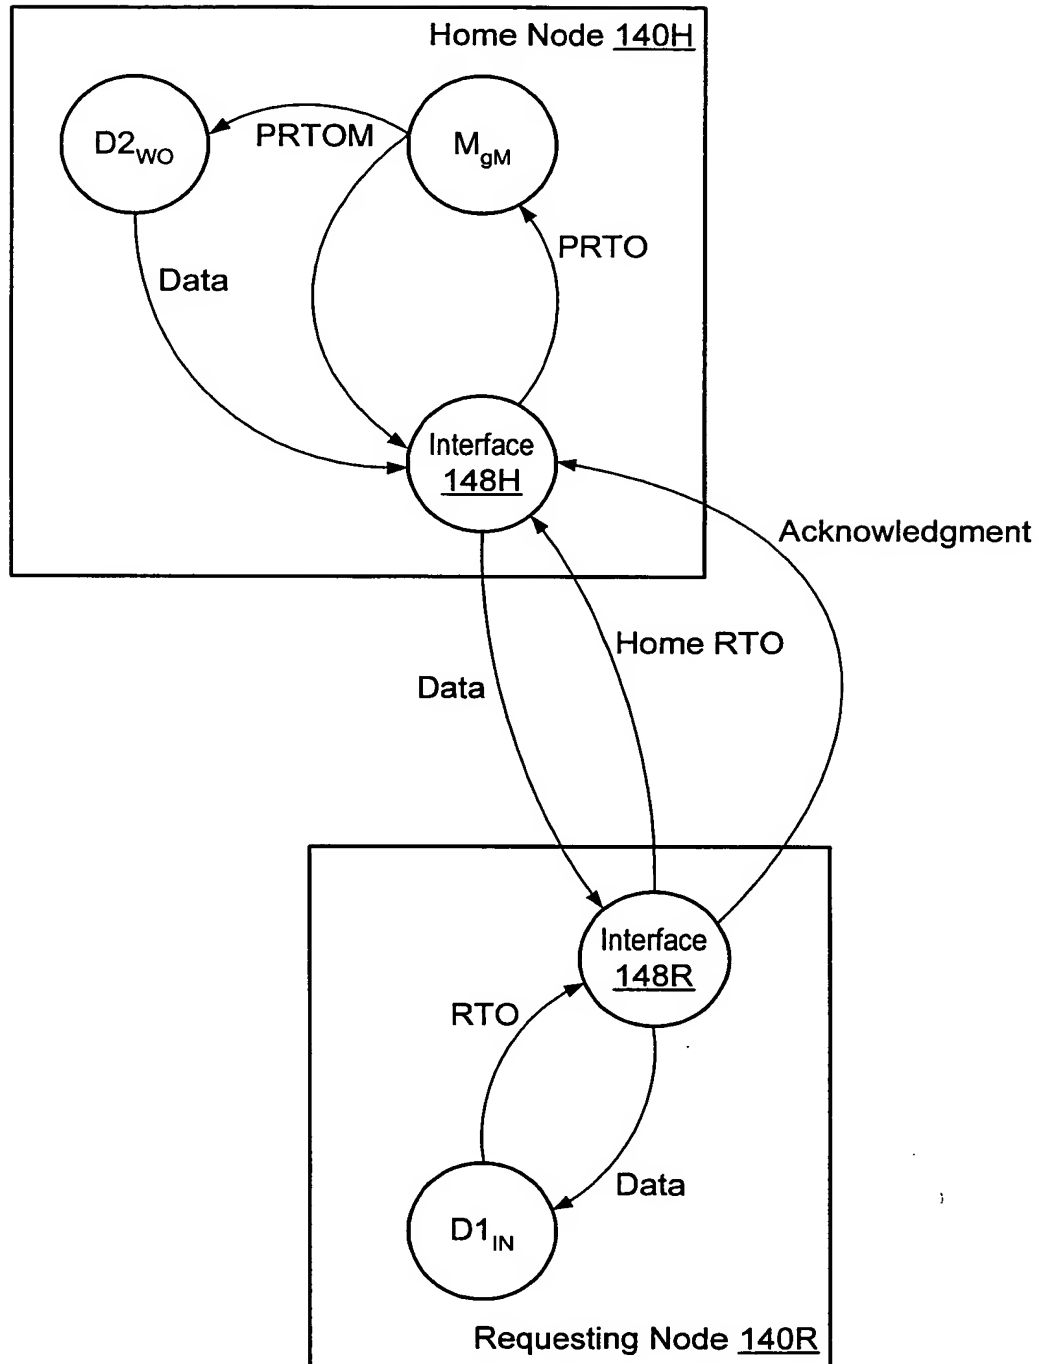 Home Node 140H
D2WO
PRTOM
MgM
PRTO
Data
Interface
148H
Acknowledgment
Home RTO
Data
Interface
148R
RTO
Data
D1IN
Requesting Node 140R